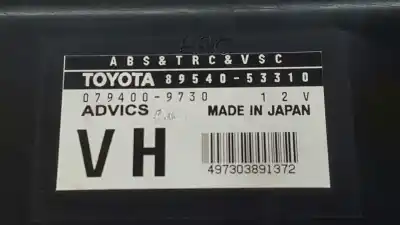 ABS&TRC&VSC
TOYOTA 89540-53310
079400-9730 12V
ADVICS MADE IN JAPAN
VH
497303891372